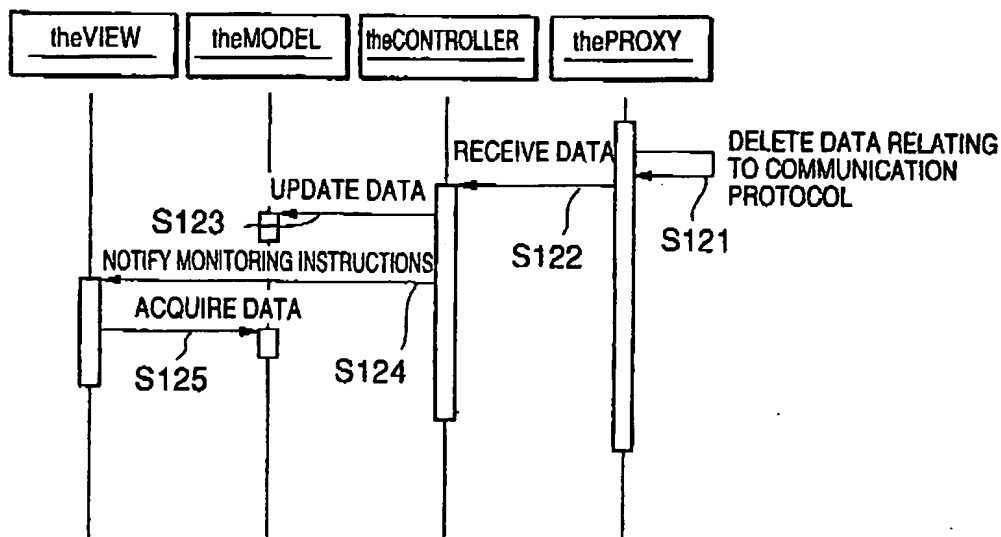 theVIEW
theMODEL
theCONTROLLER
thePROXY
DELETE DATA RELATING
TO COMMUNICATION
PROTOCOL
RECEIVE DATA
S121
UPDATE DATA
S122
S123
NOTIFY MONITORING INSTRUCTIONS
ACQUIRE DATA
S124
S125